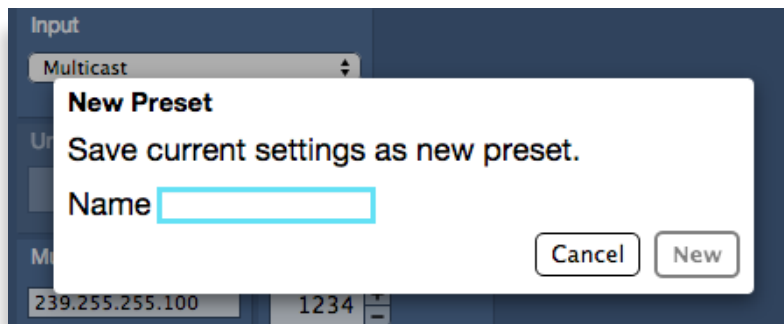 Input
Multicast
New Preset
Save current settings as new preset.
Name
Cancel New
239.255.255.100 1234 + −